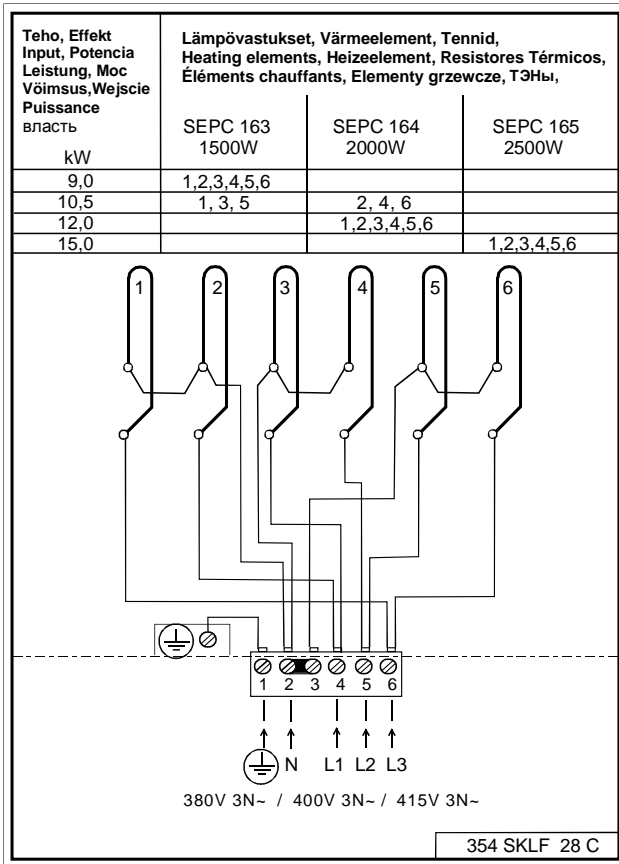 Teho, Effekt
Input, Potencia
Leistung, Moc
Vöimsus,Wejscie
Puissance
власть
kW
Lämpövastukset, Värmeelement, Tennid,
Heating elements, Heizeelement, Resistores Térmicos,
Éléments chauffants, Elementy grzewcze, ТЭНы,
SEPC 163 SEPC 164 SEPC 165
1500W 2000W 2500W
9,0 1,2,3,4,5,6
10,5 1, 3, 5 2, 4, 6
12,0 1,2,3,4,5,6
15,0 1,2,3,4,5,6
1 2 3 4 5 6
1 2 3 4 5 6
N L1 L2 L3
380V 3N~ / 400V 3N~ / 415V 3N~
354 SKLF 28 C